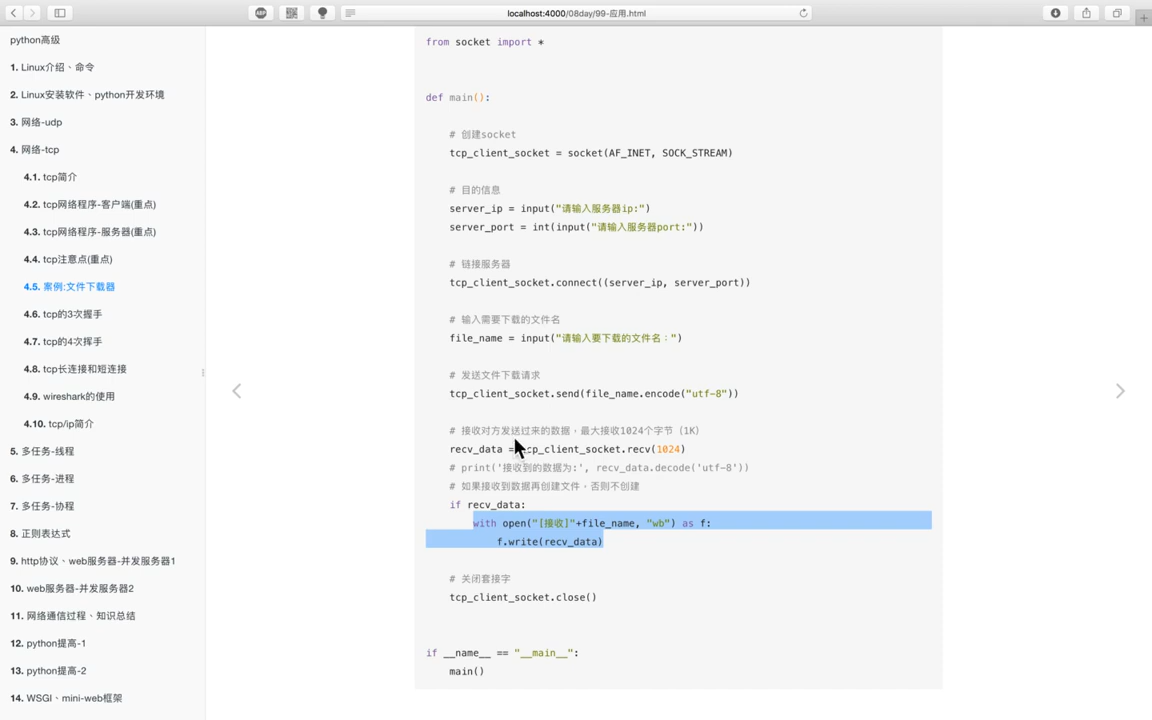 localhost:4000/08day/99-应用.html
ABP
python高级
1. Linux介绍、命令
2. Linux安装软件、python开发环境
3. 网络-udp
4. 网络-tcp
4.1. tcp简介
4.2. tcp网络程序-客户端(重点)
4.3. tcp网络程序-服务器(重点)
4.4. tcp注意点(重点)
4.5. 案例:文件下载器
4.6. tcp的3次握手
4.7. tcp的4次挥手
4.8. tcp长连接和短连接
4.9. wireshark的使用
4.10. tcp/ip简介
5. 多任务-线程
6. 多任务-进程
7. 多任务-协程
8. 正则表达式
9. http协议、web服务器-并发服务器1
10. web服务器-并发服务器2
11. 网络通信过程、知识总结
12. python提高-1
13. python提高-2
14. WSGI、mini-web框架
from socket import *
def main():
# 创建socket
tcp_client_socket = socket(AF_INET, SOCK_STREAM)
# 目的信息
server_ip = input("请输入服务器ip:")
server_port = int(input("请输入服务器port:"))
# 链接服务器
tcp_client_socket.connect((server_ip, server_port))
# 输入需要下载的文件名
file_name = input("请输入要下载的文件名：")
# 发送文件下载请求
tcp_client_socket.send(file_name.encode("utf-8"))
# 接收对方发送过来的数据，最大接收1024个字节（1K）
recv_data = tcp_client_socket.recv(1024)
# print('接收到的数据为:', recv_data.decode('utf-8'))
# 如果接收到数据再创建文件，否则不创建
if recv_data:
with open("[接收]"+file_name, "wb") as f:
f.write(recv_data)
# 关闭套接字
tcp_client_socket.close()
if __name__ == "__main__":
main()